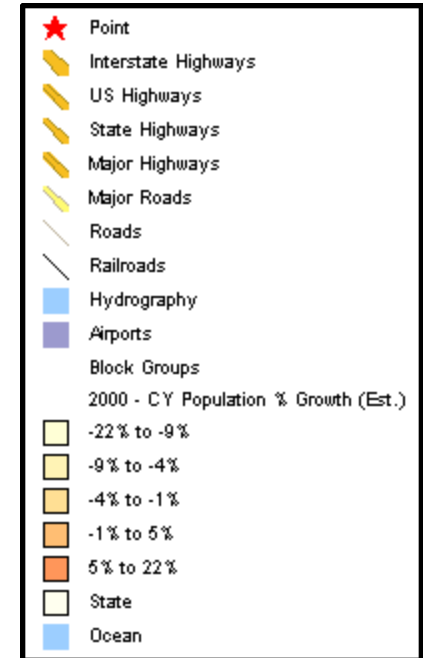 Point
Interstate Highways
US Highways
State Highways
Major Highways
Major Roads
Roads
Railroads
Hydrography
Airports
Block Groups
2000 - CY Population % Growth (Est.)
-22% to -9%
-9% to -4%
-4% to -1%
-1% to 5%
5% to 22%
State
Ocean